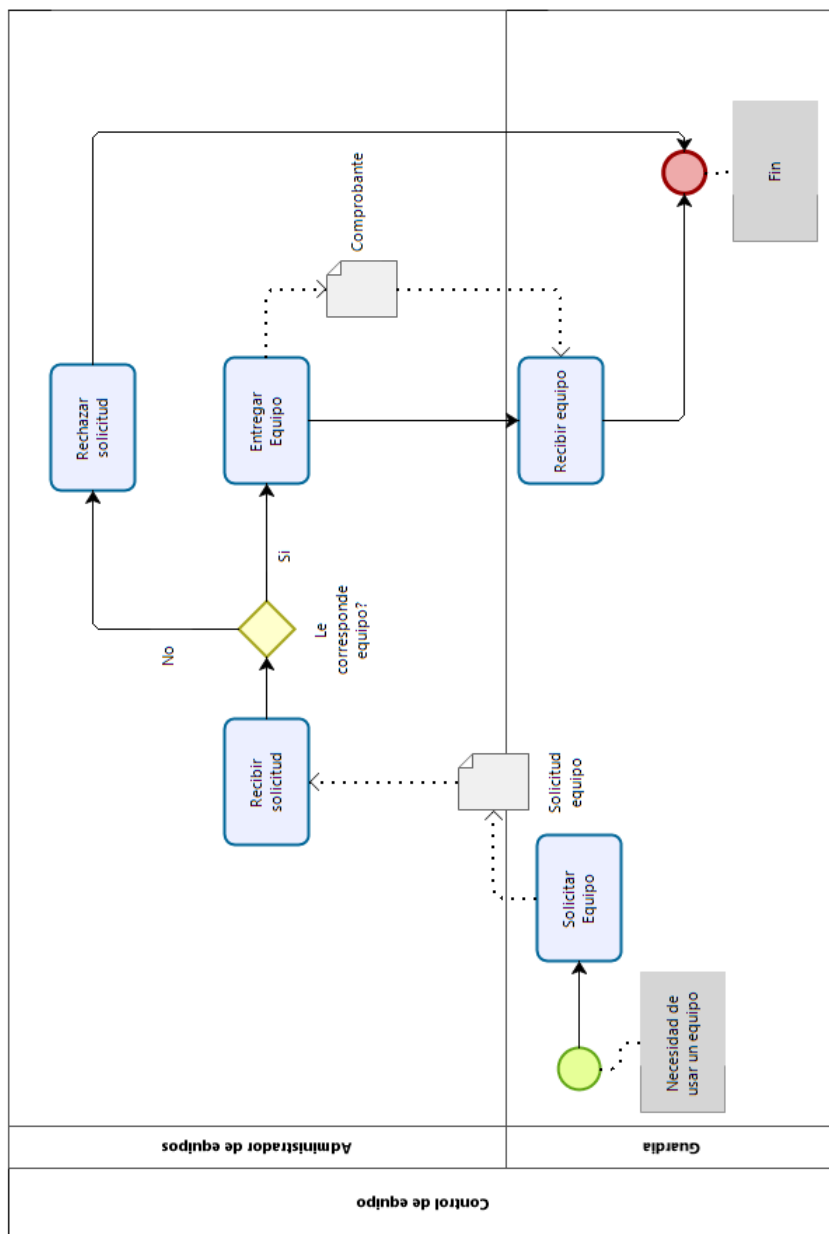 Control de equipo
Administrador de equipos
Guardia
Necesidad de
usar un equipo
Solicitar
Equipo
Solicitud
equipo
Recibir
solicitud
Le
corresponde
equipo?
No
Si
Rechazar
solicitud
Entregar
Equipo
Comprobante
Recibir equipo
Fin